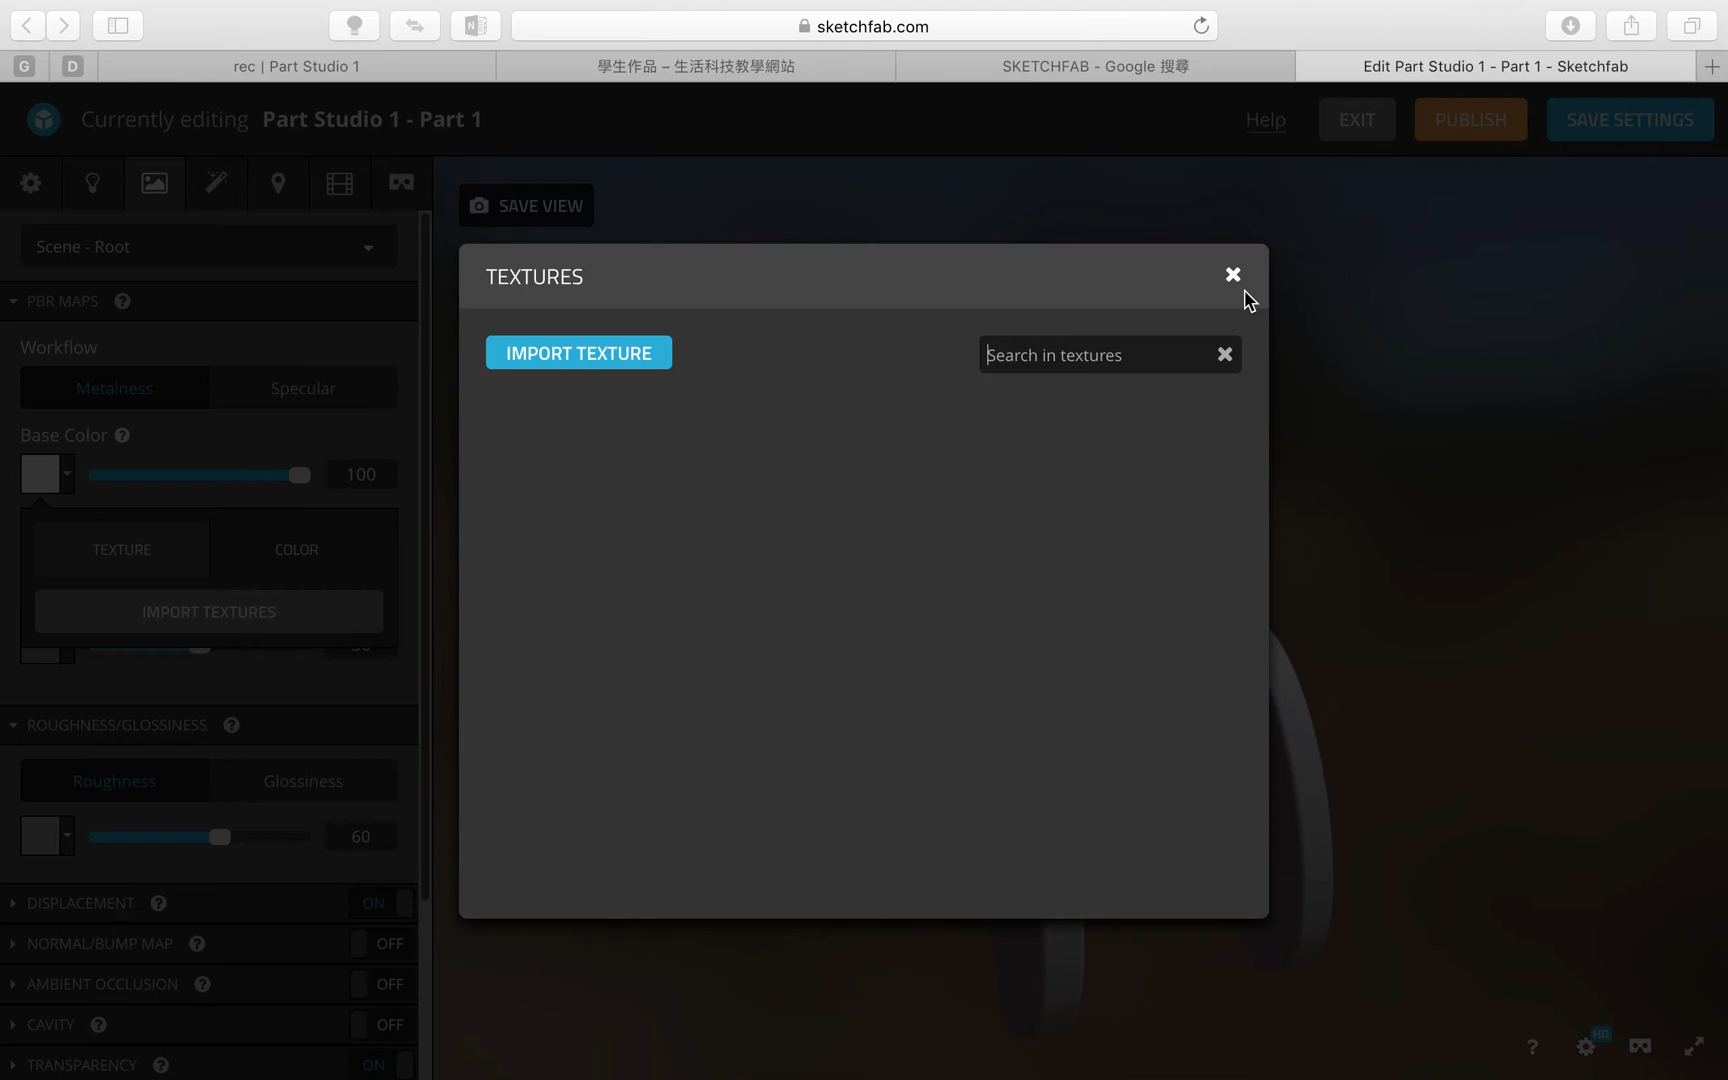 sketchfab.com
G
D
rec | Part Studio 1
學生作品 – 生活科技教學網站
SKETCHFAB - Google 搜尋
Edit Part Studio 1 - Part 1 - Sketchfab
Currently editing Part Studio 1 - Part 1
Help
EXIT
PUBLISH
SAVE SETTINGS
SAVE VIEW
Scene - Root
PBR MAPS
Workflow
Metalness
Specular
Base Color
100
TEXTURE
COLOR
IMPORT TEXTURES
ROUGHNESS/GLOSSINESS
Roughness
Glossiness
60
DISPLACEMENT
ON
NORMAL/BUMP MAP
OFF
AMBIENT OCCLUSION
OFF
CAVITY
OFF
TRANSPARENCY
ON
TEXTURES
IMPORT TEXTURE
Search in textures
HD